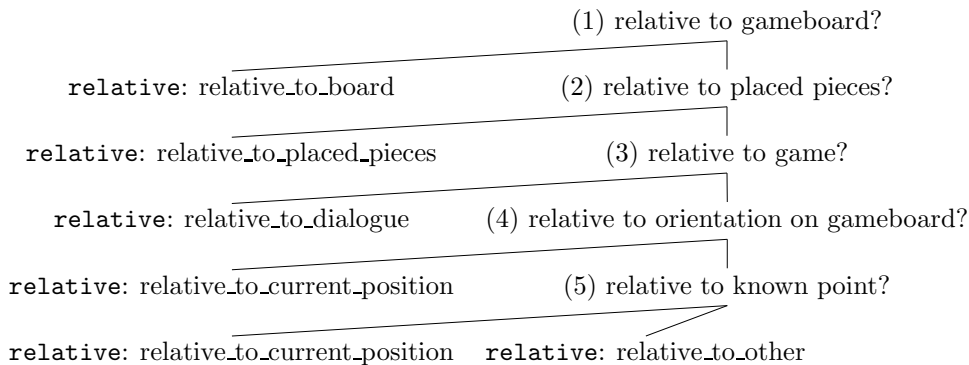 (1) relative to gameboard?
relative: relative_to_board (2) relative to placed pieces?
relative: relative_to_placed_pieces (3) relative to game?
relative: relative_to_dialogue (4) relative to orientation on gameboard?
relative: relative_to_current_position (5) relative to known point?
relative: relative_to_current_position relative: relative_to_other